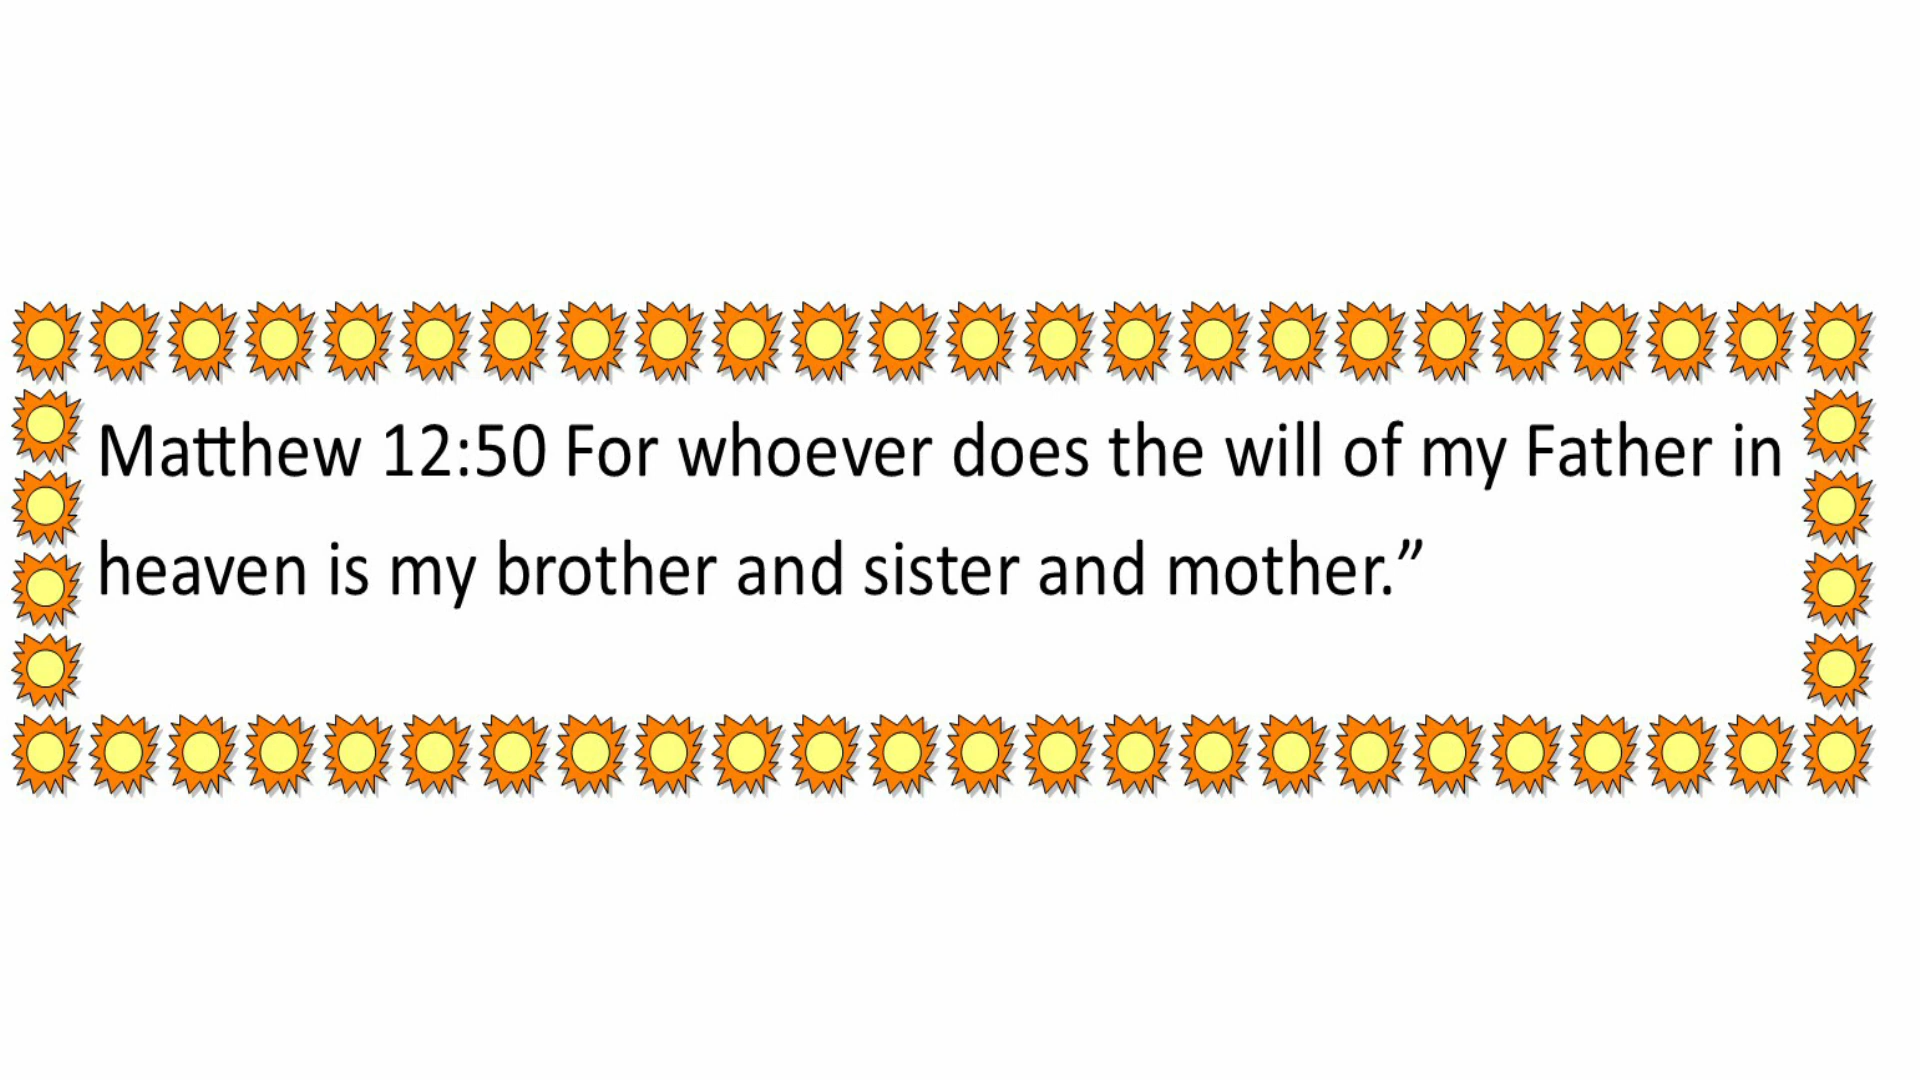 Matthew 12:50 For whoever does the will of my Father in
heaven is my brother and sister and mother.”